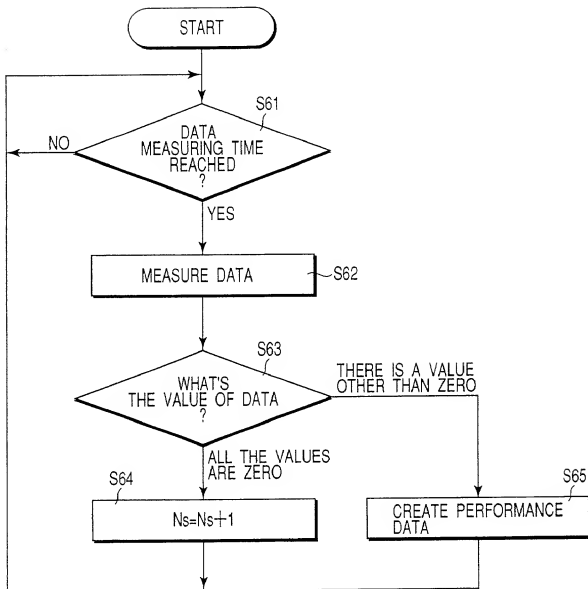 START
S61
DATA
MEASURING TIME
REACHED
?
NO
YES
MEASURE DATA
S62
S63
WHAT'S
THE VALUE OF DATA
?
THERE IS A VALUE
OTHER THAN ZERO
ALL THE VALUES
ARE ZERO
S64
Ns=Ns+1
S65
CREATE PERFORMANCE
DATA